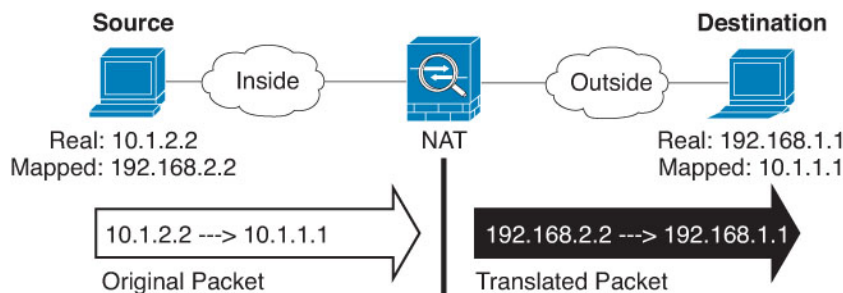 Source
Destination
Inside
Outside
NAT
Real: 10.1.2.2
Mapped: 192.168.2.2
Real: 192.168.1.1
Mapped: 10.1.1.1
10.1.2.2 ---> 10.1.1.1
192.168.2.2 ---> 192.168.1.1
Original Packet
Translated Packet